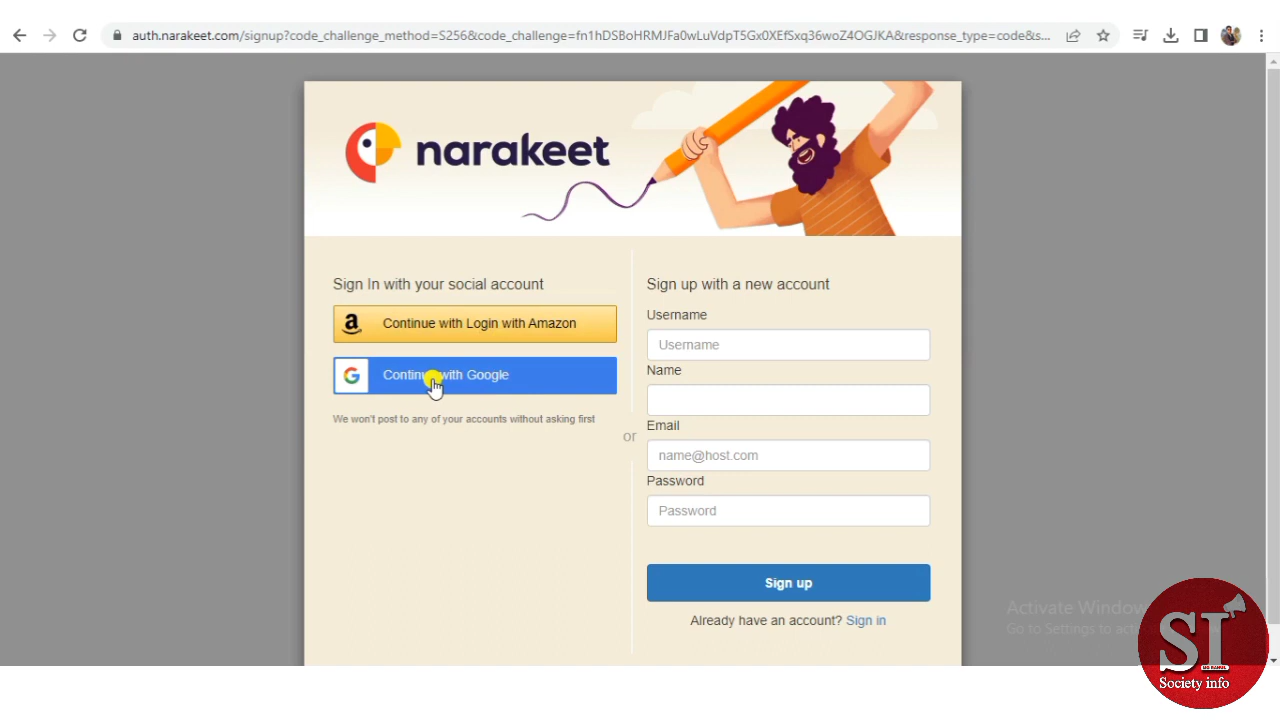 auth.narakeet.com/signup?code_challenge_method=S256&code_challenge=fn1hDSBoHRMJFa0wLuVdpT5Gx0XEfSxq36woZ4OGJKA&response_type=code&s...
narakeet
Sign In with your social account
Continue with Login with Amazon
Continue with Google
We won't post to any of your accounts without asking first
or
Sign up with a new account
Username
Username
Name
Email
name@host.com
Password
Password
Sign up
Already have an account? Sign in
Activate Window
Go to Settings to
SI
Society info